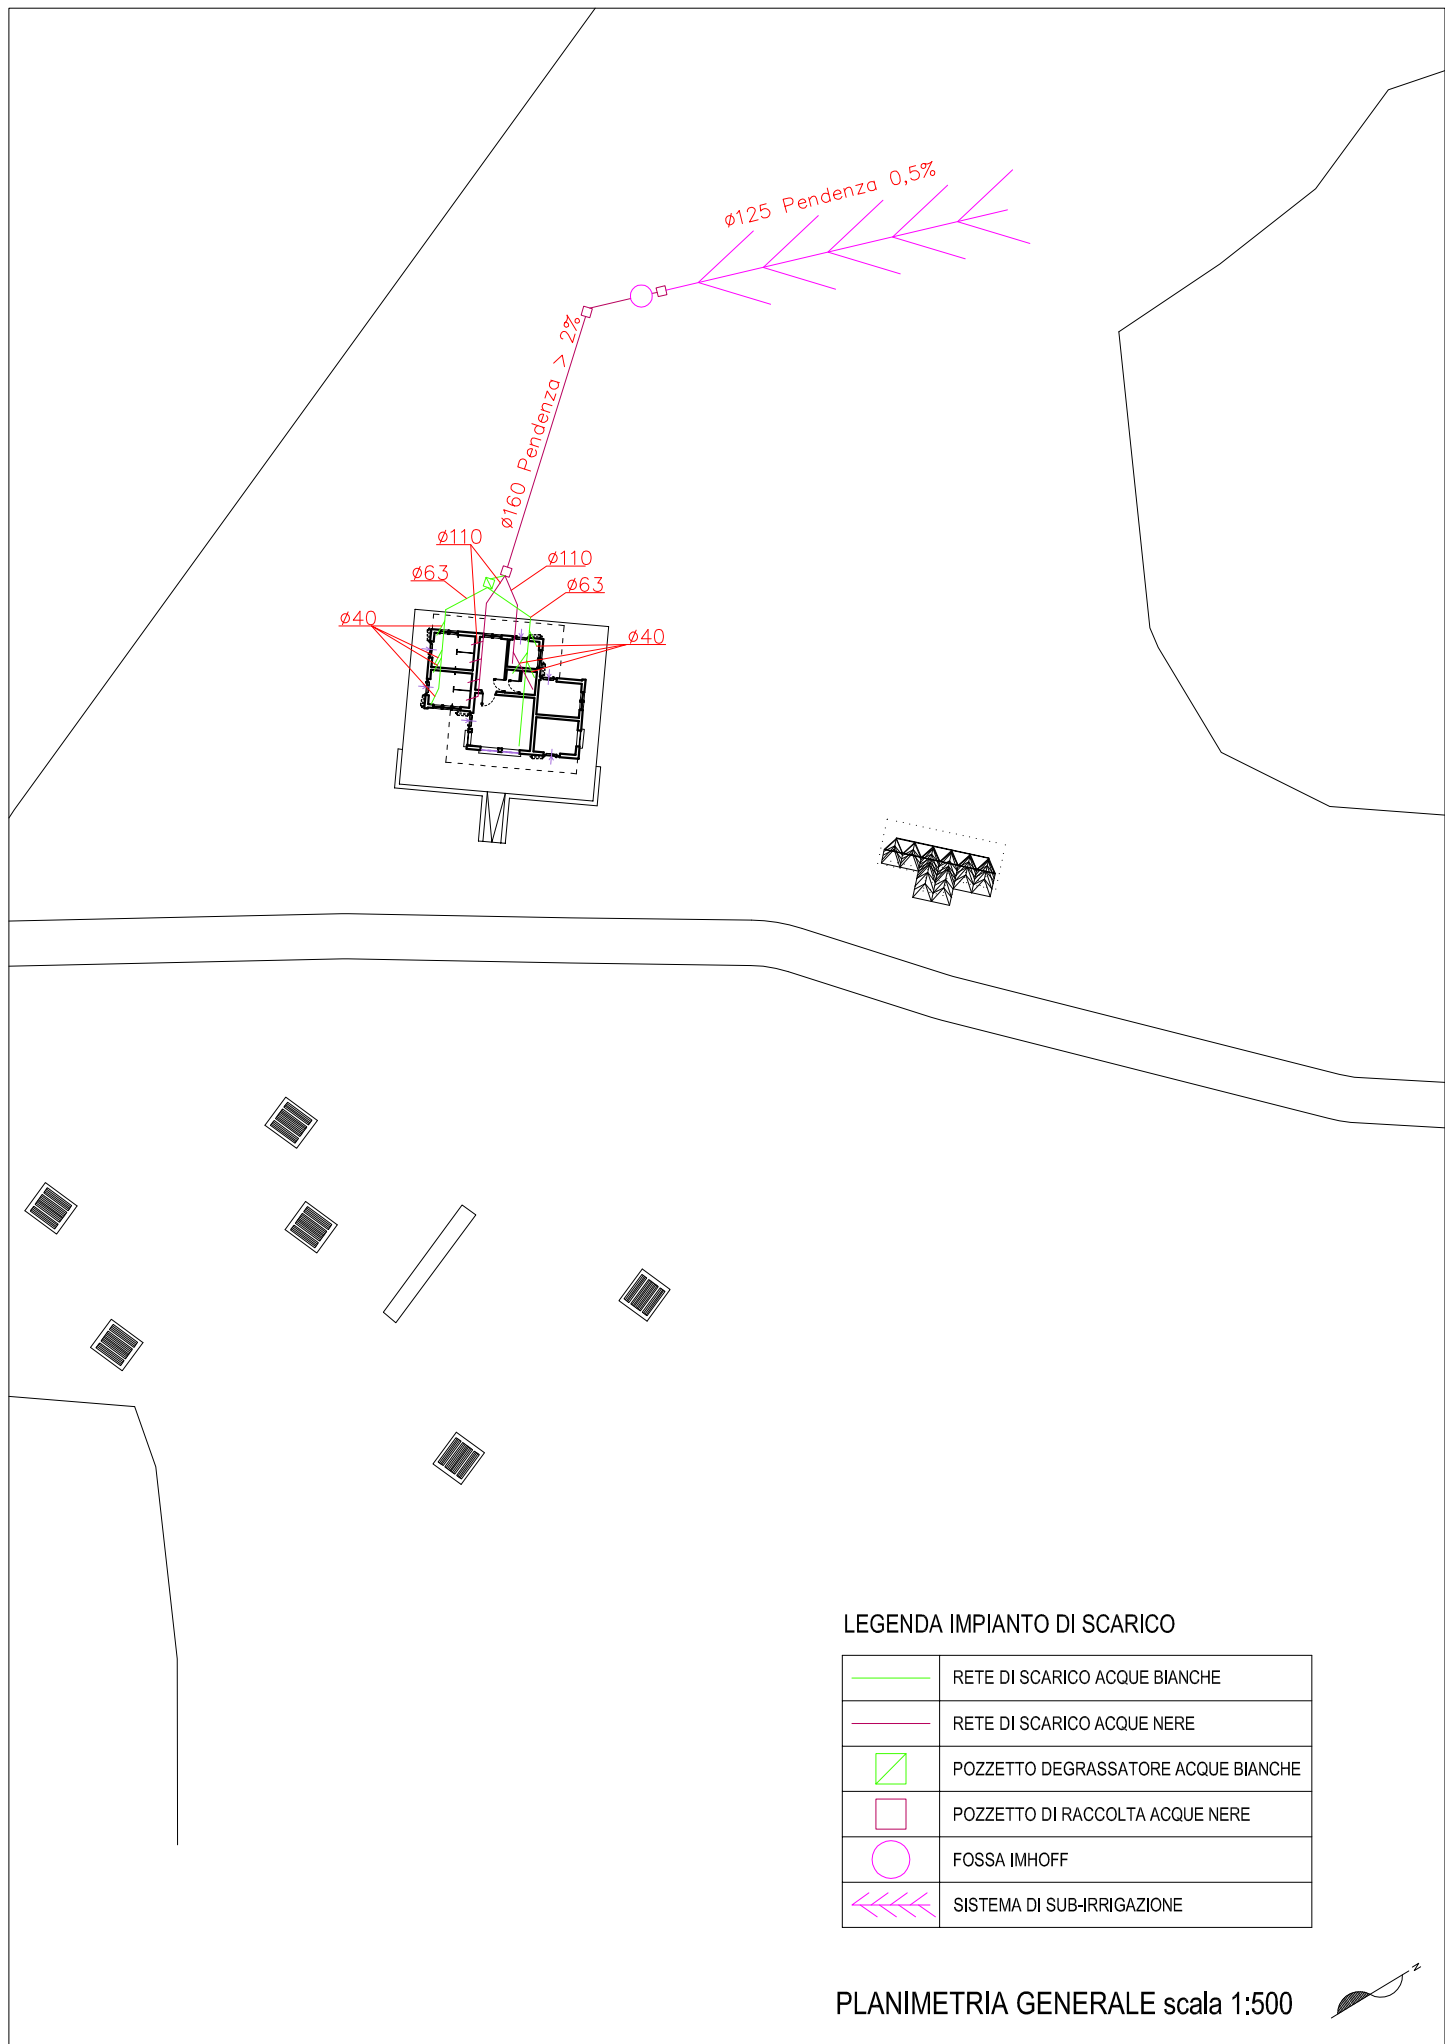 ø125 Pendenza 0,5%
ø160 Pendenza > 2%
ø110
ø110
ø63
ø63
ø40
ø40
LEGENDA IMPIANTO DI SCARICO
RETE DI SCARICO ACQUE BIANCHE
RETE DI SCARICO ACQUE NERE
POZZETTO DEGRASSATORE ACQUE BIANCHE
POZZETTO DI RACCOLTA ACQUE NERE
FOSSA IMHOFF
SISTEMA DI SUB-IRRIGAZIONE
N
PLANIMETRIA GENERALE scala 1:500